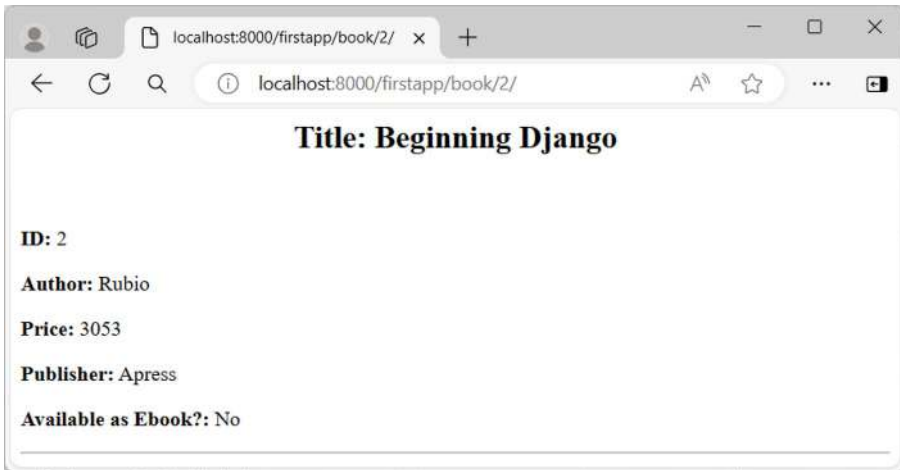 localhost:8000/firstapp/book/2/
localhost:8000/firstapp/book/2/
Title: Beginning Django
ID: 2
Author: Rubio
Price: 3053
Publisher: Apress
Available as Ebook?: No